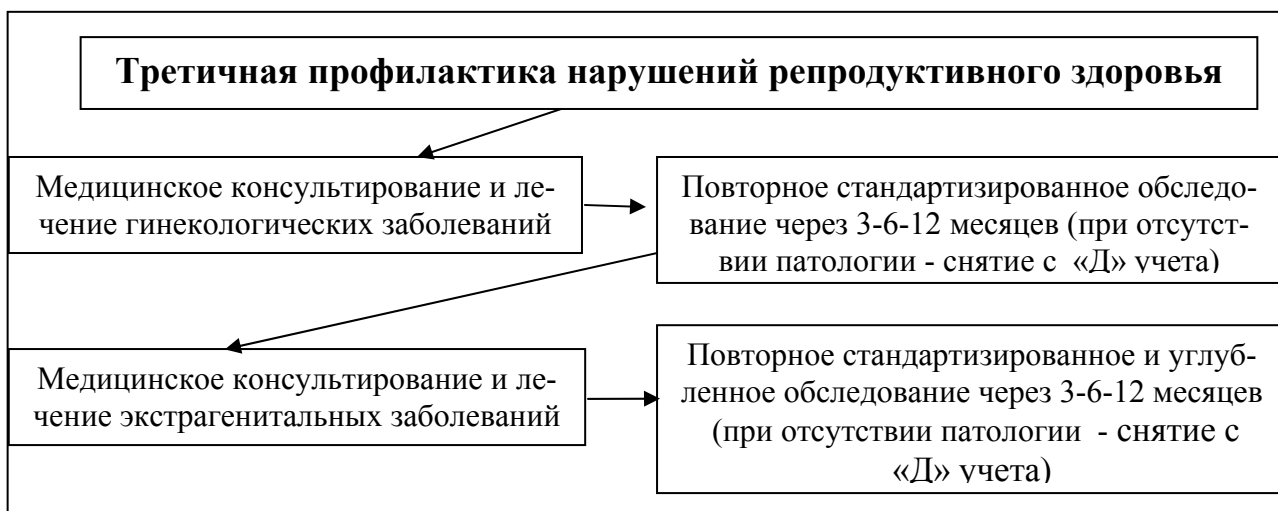 Третичная профилактика нарушений репродуктивного здоровья
Медицинское консультирование и ле-
чение гинекологических заболеваний
Повторное стандартизированное обследо-
вание через 3-6-12 месяцев (при отсутст-
вии патологии - снятие с «Д» учета)
Медицинское консультирование и ле-
чение экстрагенитальных заболеваний
Повторное стандартизированное и углуб-
ленное обследование через 3-6-12 месяцев
(при отсутствии патологии - снятие с
«Д» учета)